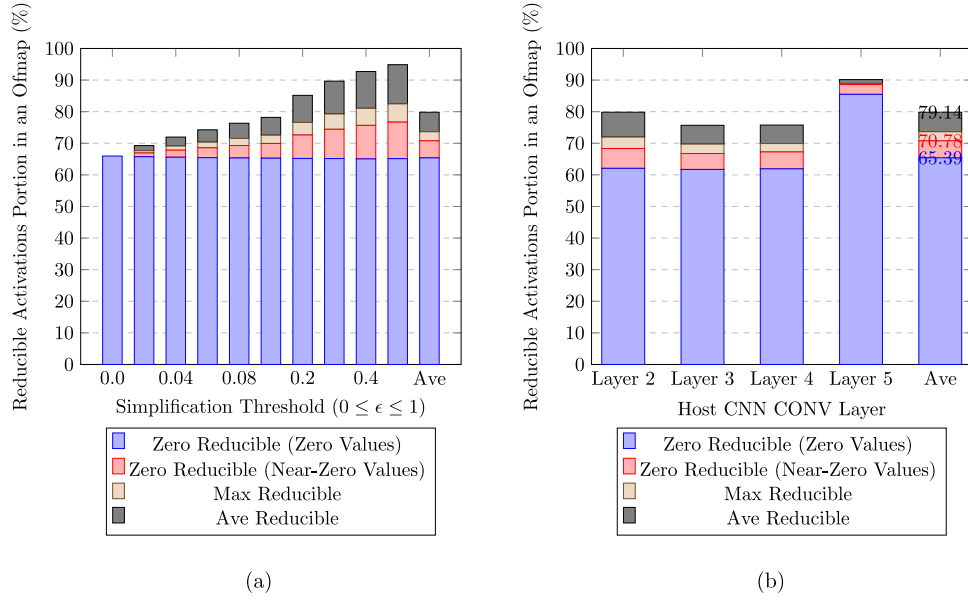 Reducible Activations Portion in an Ofmap (%)
100
90
80
70
60
50
40
30
20
10
0
0.0 0.04 0.08 0.2 0.4 Ave
Simplification Threshold (0 ≤ ϵ ≤ 1)
Zero Reducible (Zero Values)
Zero Reducible (Near-Zero Values)
Max Reducible
Ave Reducible
(a)
Reducible Activations Portion in an Ofmap (%)
100
90
80
70
60
50
40
30
20
10
0
79.14
70.78
65.39
Layer 2 Layer 3 Layer 4 Layer 5 Ave
Host CNN CONV Layer
Zero Reducible (Zero Values)
Zero Reducible (Near-Zero Values)
Max Reducible
Ave Reducible
(b)